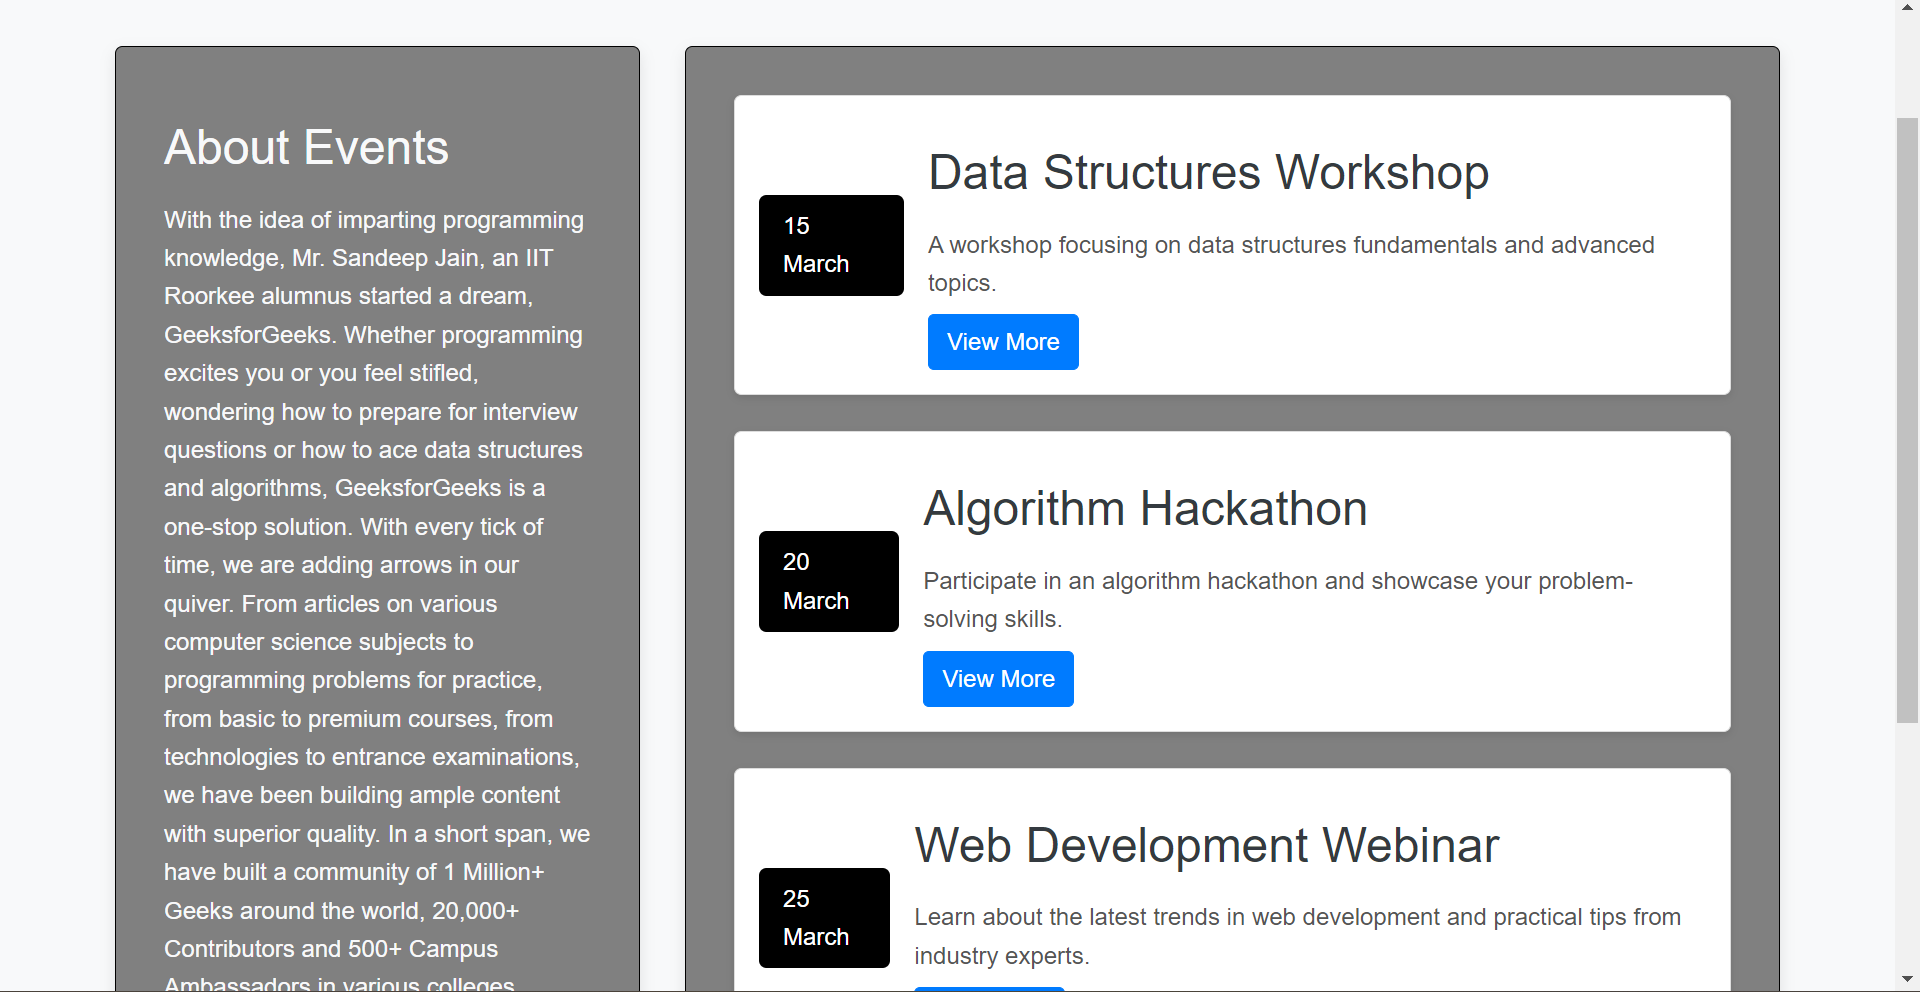 About Events
With the idea of imparting programming
knowledge, Mr. Sandeep Jain, an IIT
Roorkee alumnus started a dream,
GeeksforGeeks. Whether programming
excites you or you feel stifled,
wondering how to prepare for interview
questions or how to ace data structures
and algorithms, GeeksforGeeks is a
one-stop solution. With every tick of
time, we are adding arrows in our
quiver. From articles on various
computer science subjects to
programming problems for practice,
from basic to premium courses, from
technologies to entrance examinations,
we have been building ample content
with superior quality. In a short span, we
have built a community of 1 Million+
Geeks around the world, 20,000+
Contributors and 500+ Campus
Ambassadors in various colleges
15
March
Data Structures Workshop
A workshop focusing on data structures fundamentals and advanced
topics.
View More
20
March
Algorithm Hackathon
Participate in an algorithm hackathon and showcase your problem-
solving skills.
View More
25
March
Web Development Webinar
Learn about the latest trends in web development and practical tips from
industry experts.